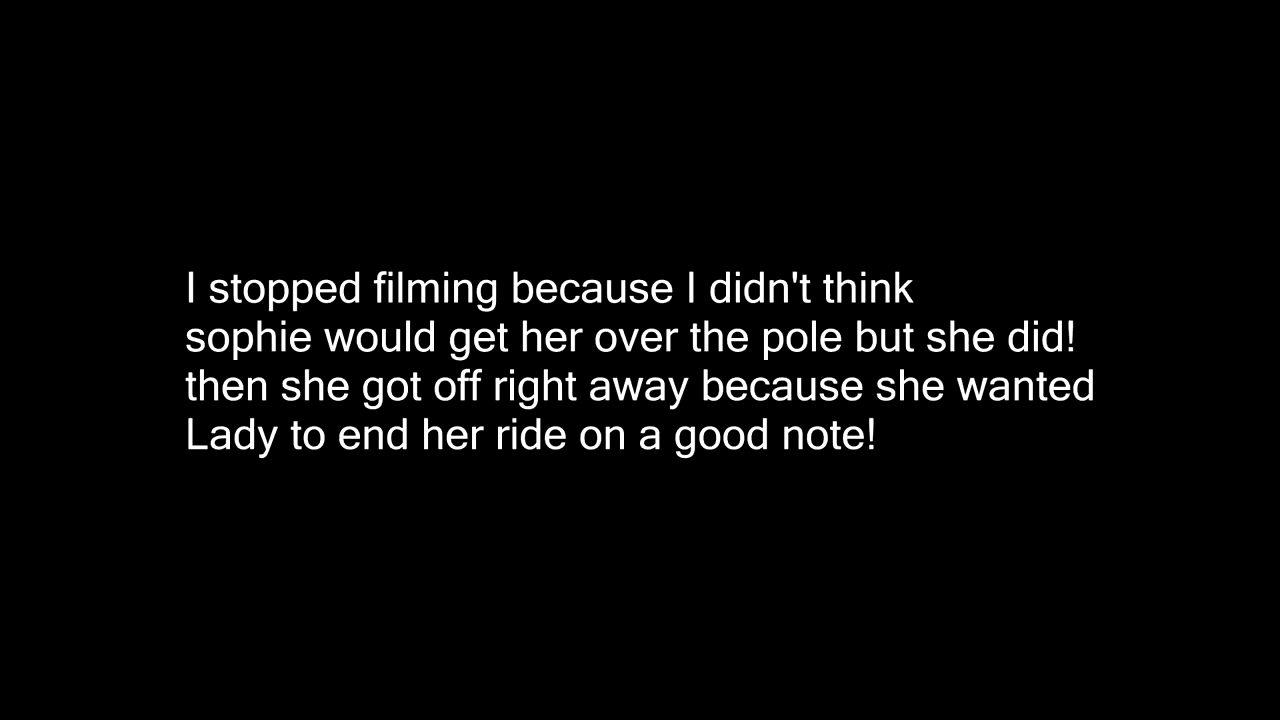 I stopped filming because I didn't think
sophie would get her over the pole but she did!
then she got off right away because she wanted
Lady to end her ride on a good note!